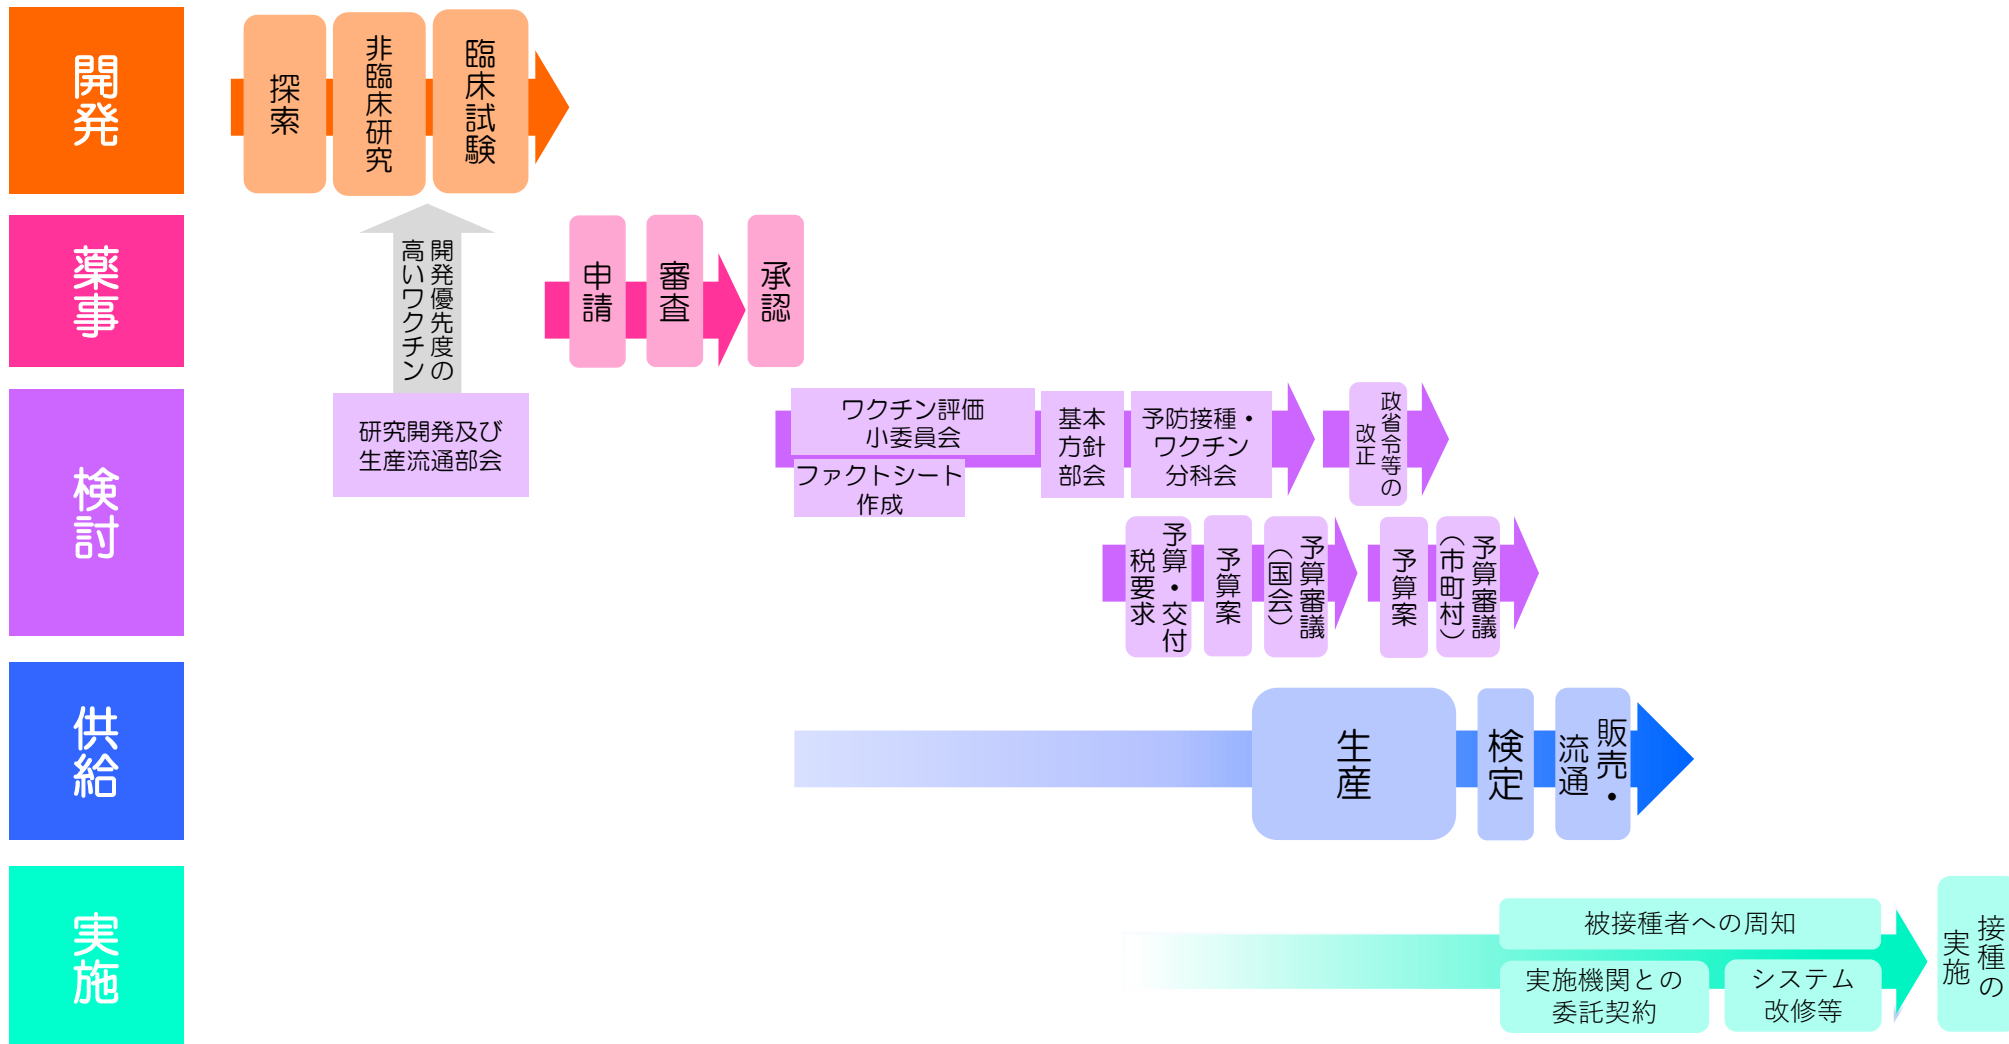 開発
探索
非臨床研究
臨床試験
薬事
開発優先度の
高いワクチン
申請
審査
承認
検討
研究開発及び
生産流通部会
ワクチン評価
小委員会
ファクトシート
作成
基本
方針
部会
予防接種・
ワクチン
分科会
政省令等の
改正
予算・交付
税要求
予算案
予算審議
（国会）
予算案
予算審議
（市町村）
供給
生産
検定
販売・
流通
実施
被接種者への周知
実施機関との
委託契約
システム
改修等
接種の
実施